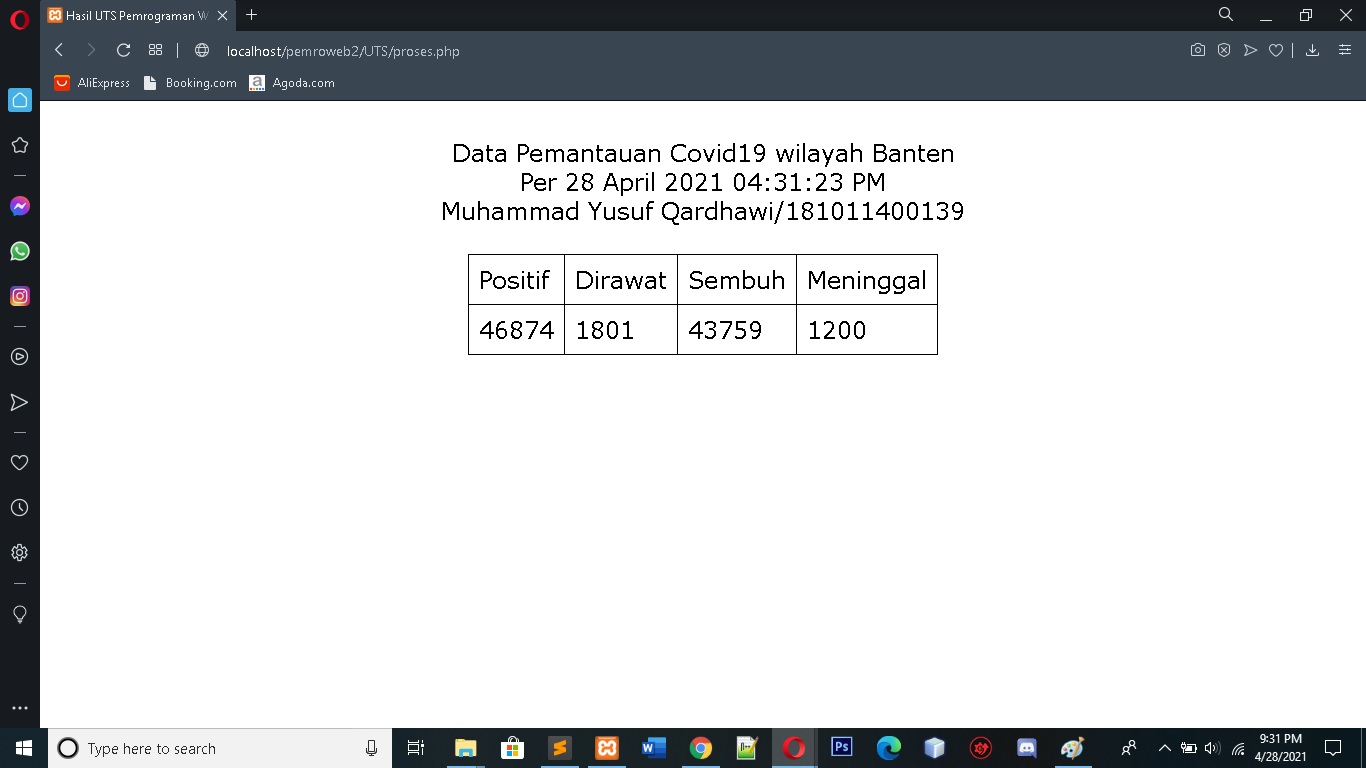 Hasil UTS Pemrograman W
localhost/pemroweb2/UTS/proses.php
AliExpress Booking.com a Agoda.com
Data Pemantauan Covid19 wilayah Banten
Per 28 April 2021 04:31:23 PM
Muhammad Yusuf Qardhawi/181011400139
Positif Dirawat Sembuh Meninggal
46874 1801 43759 1200
Type here to search
Ps
9:31 PM
4/28/2021